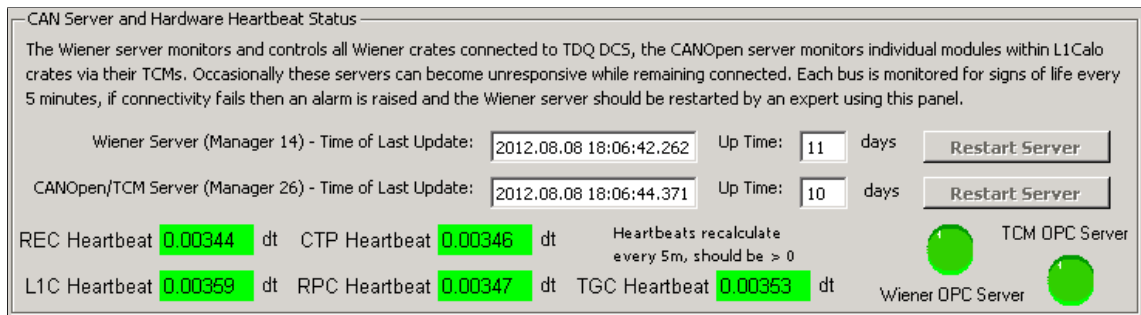 CAN Server and Hardware Heartbeat Status
The Wiener server monitors and controls all Wiener crates connected to TDQ DCS, the CANOpen server monitors individual modules within L1Calo
crates via their TCMs. Occasionally these servers can become unresponsive while remaining connected. Each bus is monitored for signs of life every
5 minutes, if connectivity fails then an alarm is raised and the Wiener server should be restarted by an expert using this panel.
Wiener Server (Manager 14) - Time of Last Update: 2012.08.08 18:06:42.262 Up Time: 11 days Restart Server
CANOpen/TCM Server (Manager 26) - Time of Last Update: 2012.08.08 18:06:44.371 Up Time: 10 days Restart Server
REC Heartbeat 0.00344 dt CTP Heartbeat 0.00346 dt Heartbeats recalculate
every 5m, should be > 0
TCM OPC Server
L1C Heartbeat 0.00359 dt RPC Heartbeat 0.00347 dt TGC Heartbeat 0.00353 dt Wiener OPC Server